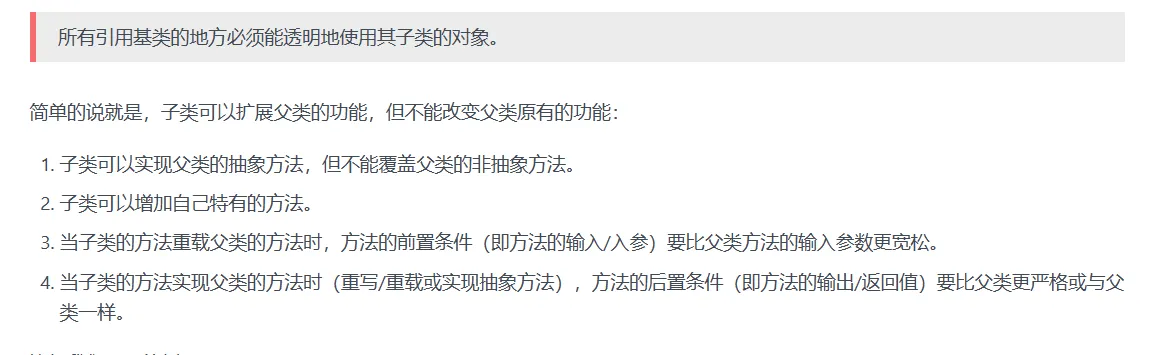 所有引用基类的地方必须能透明地使用其子类的对象。
简单的说就是，子类可以扩展父类的功能，但不能改变父类原有的功能：
1. 子类可以实现父类的抽象方法，但不能覆盖父类的非抽象方法。
2. 子类可以增加自己特有的方法。
3. 当子类的方法重载父类的方法时，方法的前置条件（即方法的输入/入参）要比父类方法的输入参数更宽松。
4. 当子类的方法实现父类的方法时（重写/重载或实现抽象方法），方法的后置条件（即方法的输出/返回值）要比父类更严格或与父
类一样。